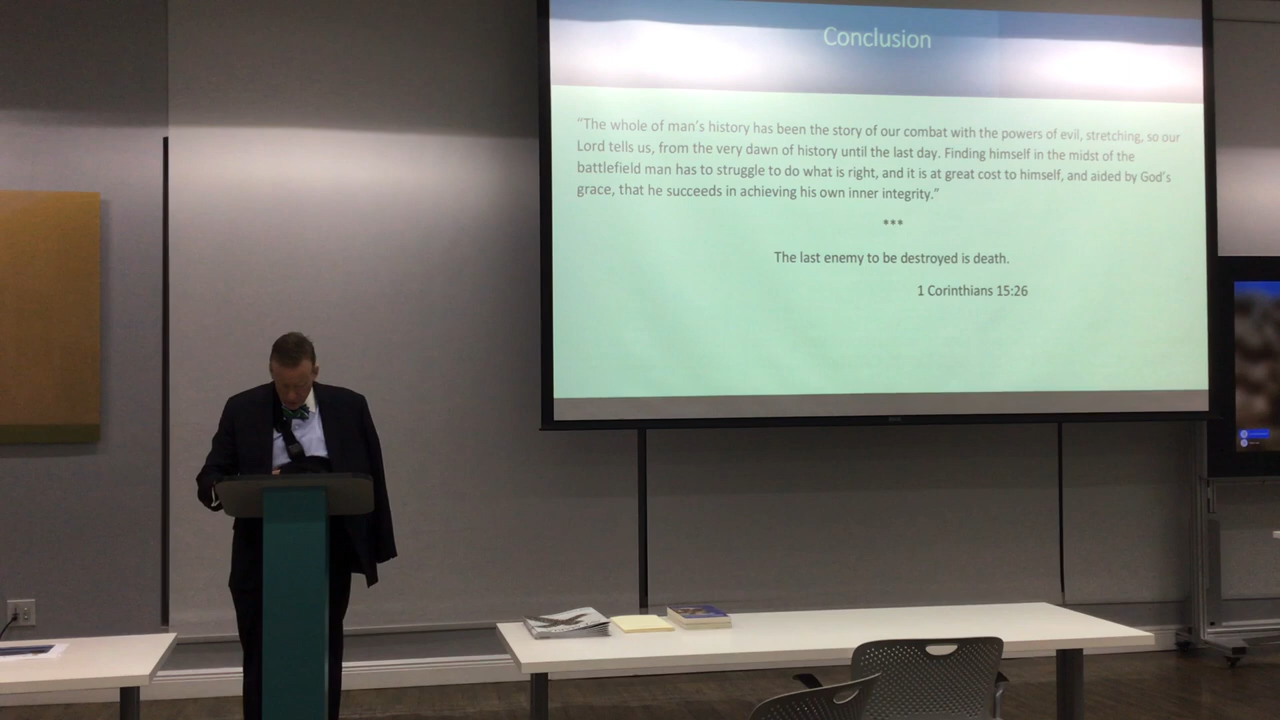 Conclusion
“The whole of man’s history has been the story of our combat with the powers of evil, stretching, so our
Lord tells us, from the very dawn of history until the last day. Finding himself in the midst of the
battlefield man has to struggle to do what is right, and it is at great cost to himself, and aided by God’s
grace, that he succeeds in achieving his own inner integrity.”
***
The last enemy to be destroyed is death.
1 Corinthians 15:26